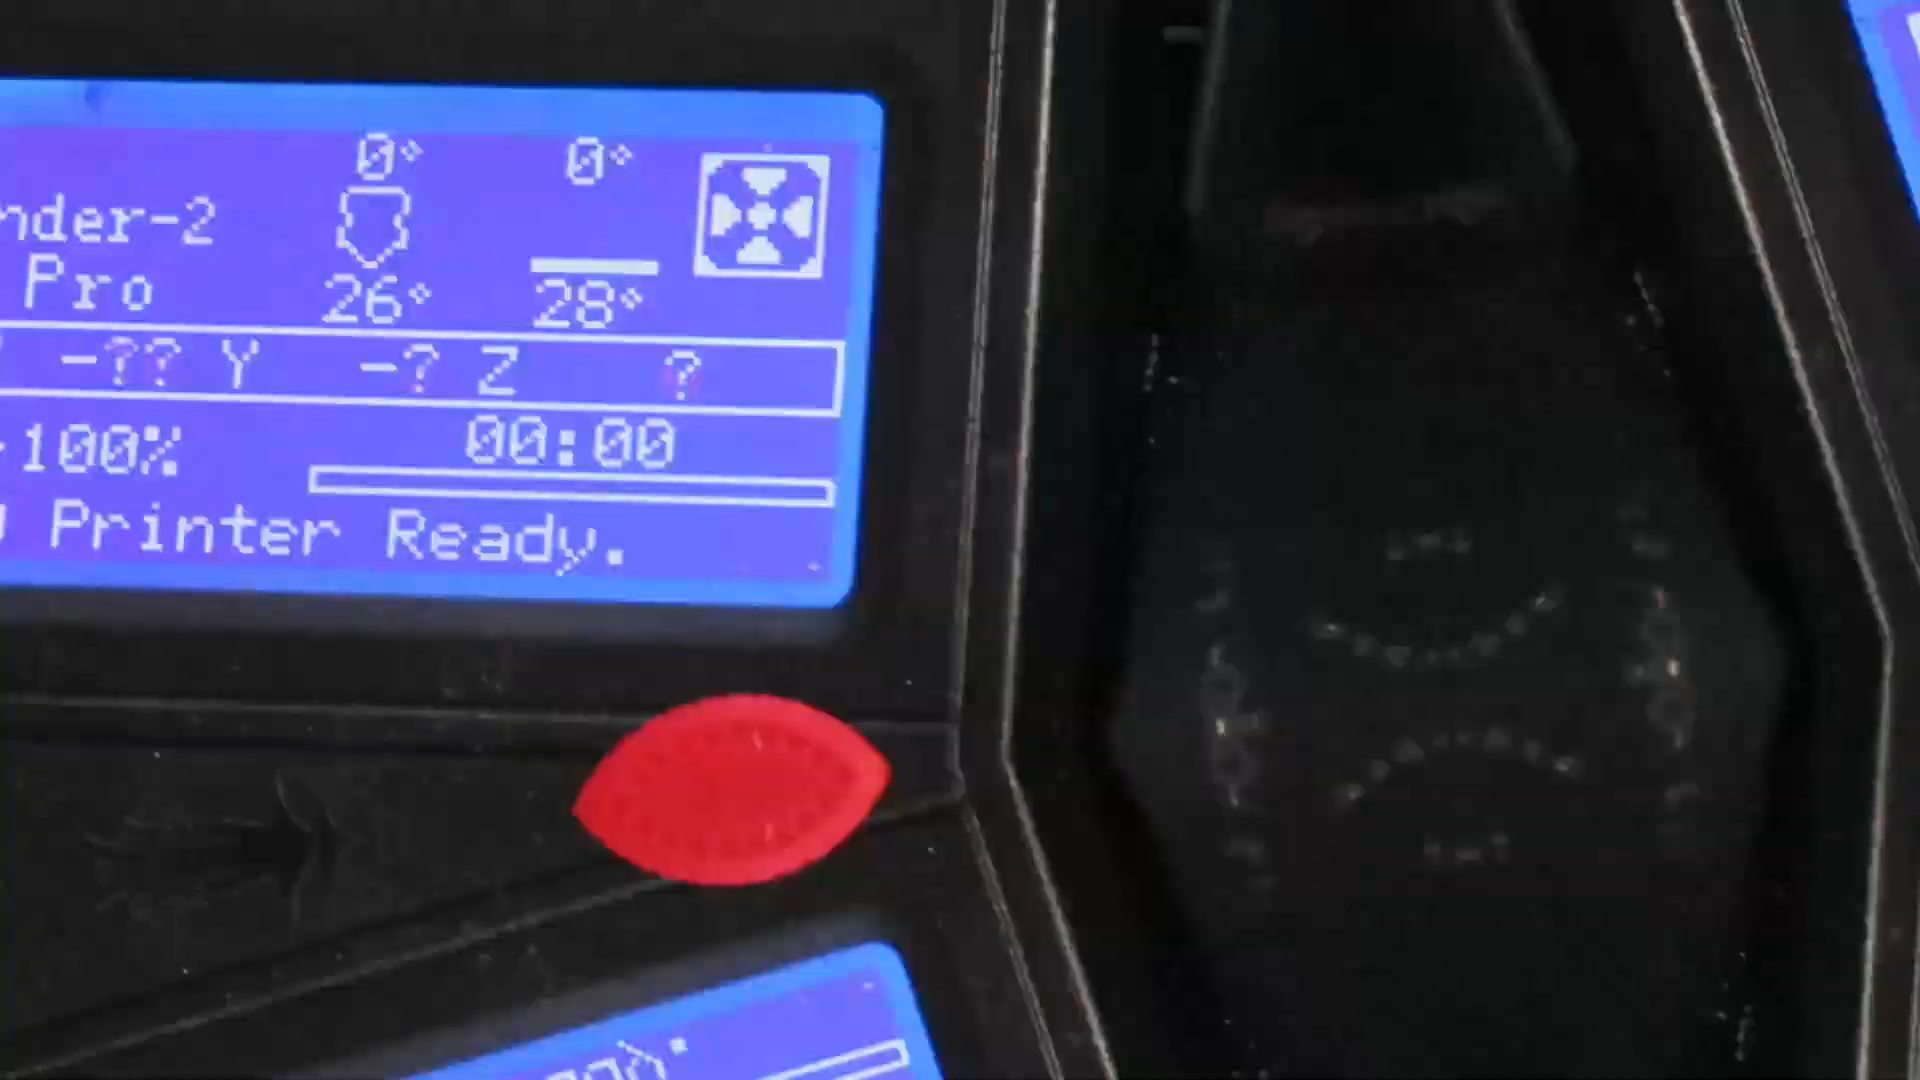 0° 0°
nder-2
Pro
26° 28°
-?? Y -? Z ?
100%
00:00
Printer Ready.